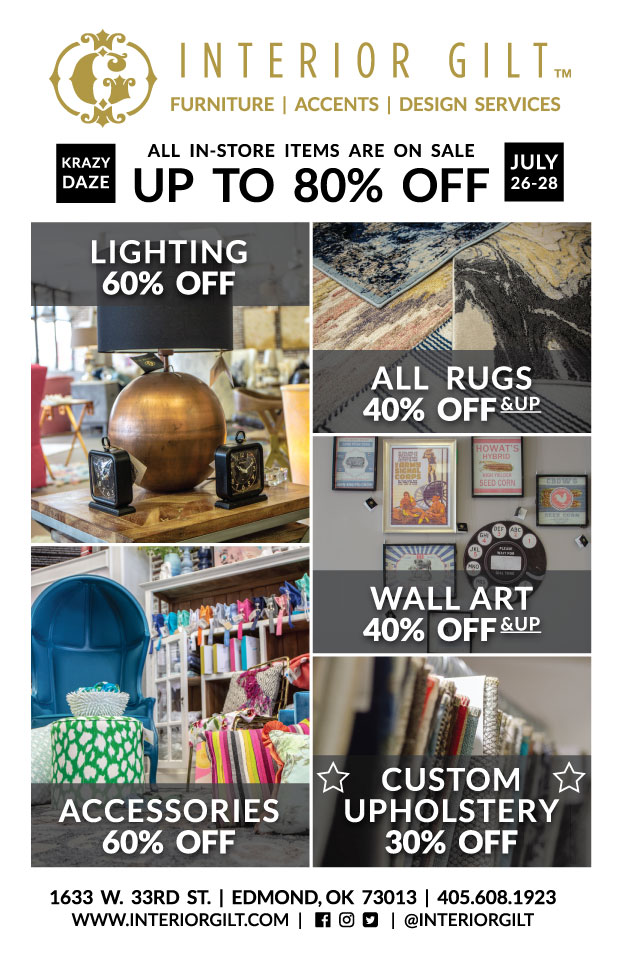 INTERIOR GILT™
FURNITURE | ACCENTS | DESIGN SERVICES
KRAZY
DAZE
ALL IN-STORE ITEMS ARE ON SALE
UP TO 80% OFF
JULY
26-28
LIGHTING
60% OFF
ALL RUGS
40% OFF &UP
HOWAT'S
HYBRID
SEED CORN
SIGNAL
CORPS
WALL ART
40% OFF &UP
ACCESSORIES
60% OFF
CUSTOM
UPHOLSTERY
30% OFF
1633 W. 33RD ST. | EDMOND, OK 73013 | 405.608.1923
WWW.INTERIORGILT.COM | | @INTERIORGILT